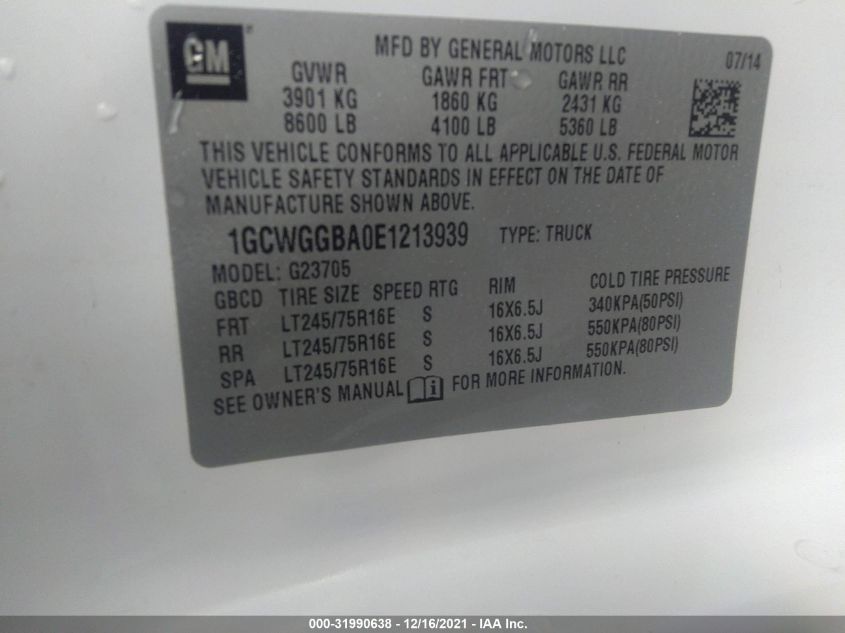 GM
MFD BY GENERAL MOTORS LLC 07/14
GVWR GAWR FRT GAWR RR
3901 KG 1860 KG 2431 KG
8600 LB 4100 LB 5360 LB
THIS VEHICLE CONFORMS TO ALL APPLICABLE U.S. FEDERAL MOTOR
VEHICLE SAFETY STANDARDS IN EFFECT ON THE DATE OF
MANUFACTURE SHOWN ABOVE.
1GCWGGBA0E1213939 TYPE: TRUCK
MODEL: G23705
GBCD TIRE SIZE SPEED RTG RIM COLD TIRE PRESSURE
FRT LT245/75R16E S 16X6.5J 340KPA(50PSI)
RR LT245/75R16E S 16X6.5J 550KPA(80PSI)
SPA LT245/75R16E S 16X6.5J 550KPA(80PSI)
SEE OWNER'S MANUAL i FOR MORE INFORMATION.
000-31990638 - 12/16/2021 - IAA Inc.